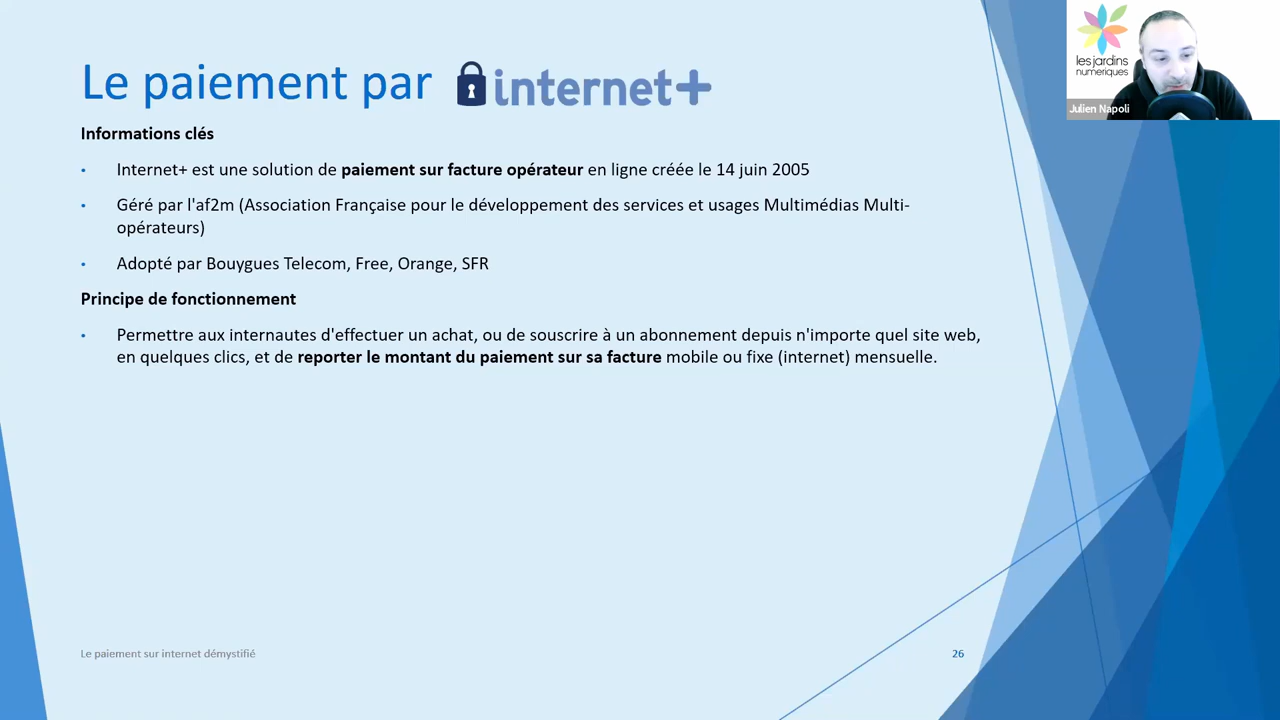 Le paiement par internet+
les jardins
numeriques
Julien Napoli
Informations clés
• Internet+ est une solution de paiement sur facture opérateur en ligne créée le 14 juin 2005
• Géré par l'af2m (Association Française pour le développement des services et usages Multimédias Multi-
opérateurs)
• Adopté par Bouygues Telecom, Free, Orange, SFR
Principe de fonctionnement
• Permettre aux internautes d'effectuer un achat, ou de souscrire à un abonnement depuis n'importe quel site web,
en quelques clics, et de reporter le montant du paiement sur sa facture mobile ou fixe (internet) mensuelle.
Le paiement sur internet démystifié
26